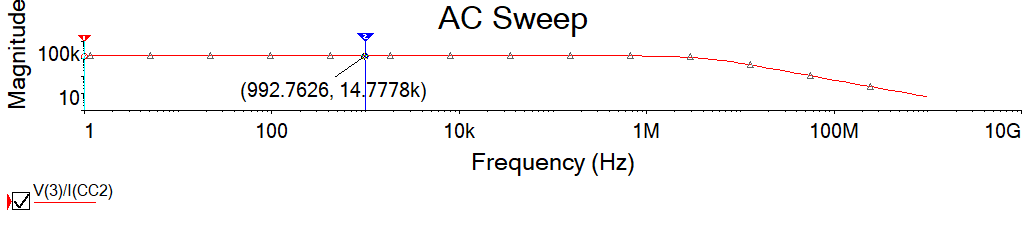 AC Sweep
Magnitude
100k
10
(992.7626, 14.7778k)
1 100 10k 1M 100M 10G
Frequency (Hz)
V(3)/I(CC2)